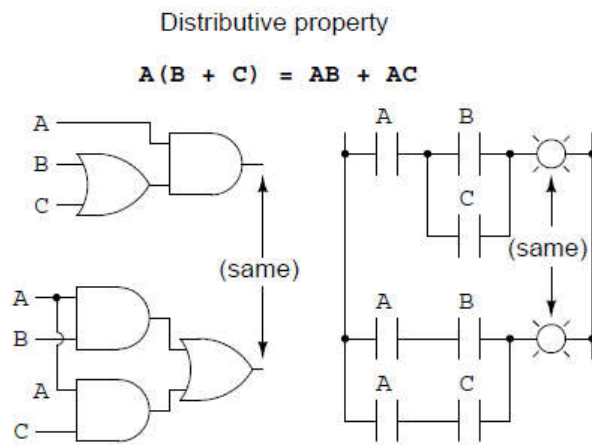 Distributive property
A(B + C) = AB + AC
A
B
C
(same)
A
B
A
C
A
B
C
(same)
A
B
A
C